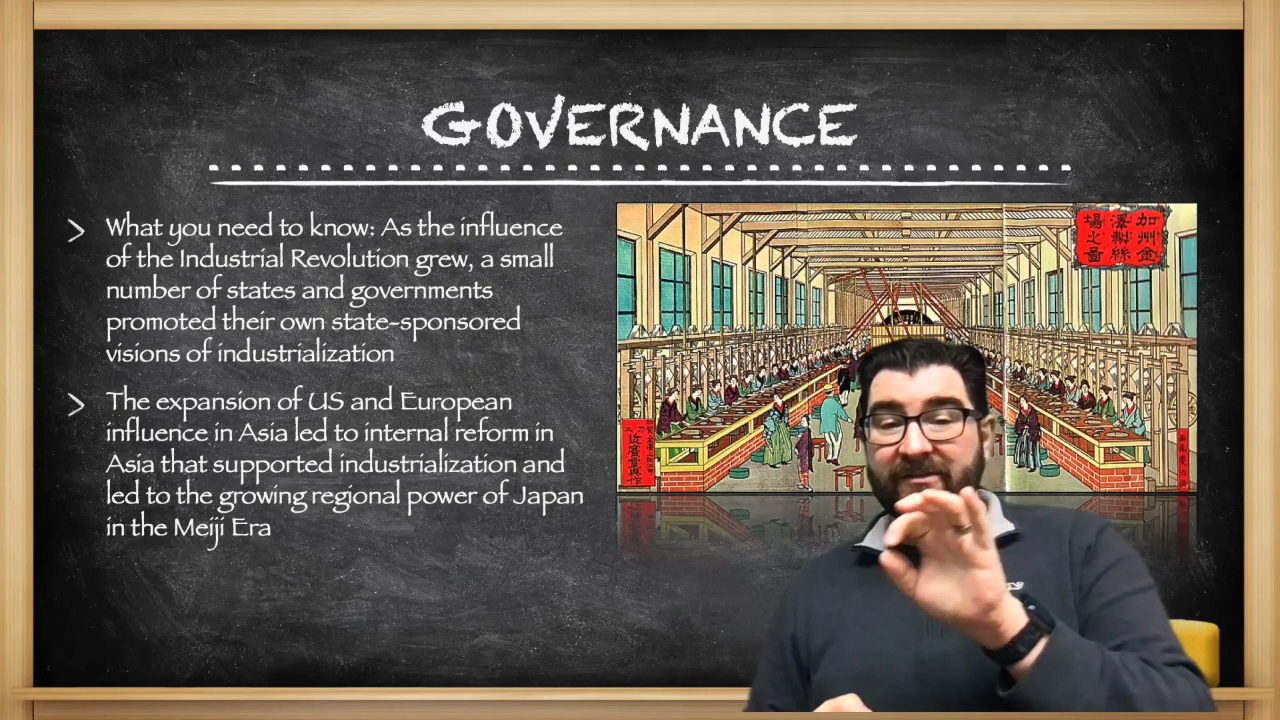 GOVERNANCE
What you need to know: As the influence
of the Industrial Revolution grew, a small
number of states and governments
promoted their own state-sponsored
visions of industrialization
The expansion of US and European
influence in Asia led to internal reform in
Asia that supported industrialization and
led to the growing regional power of Japan
in the Meiji Era
加州金
澤製絲
場之圖